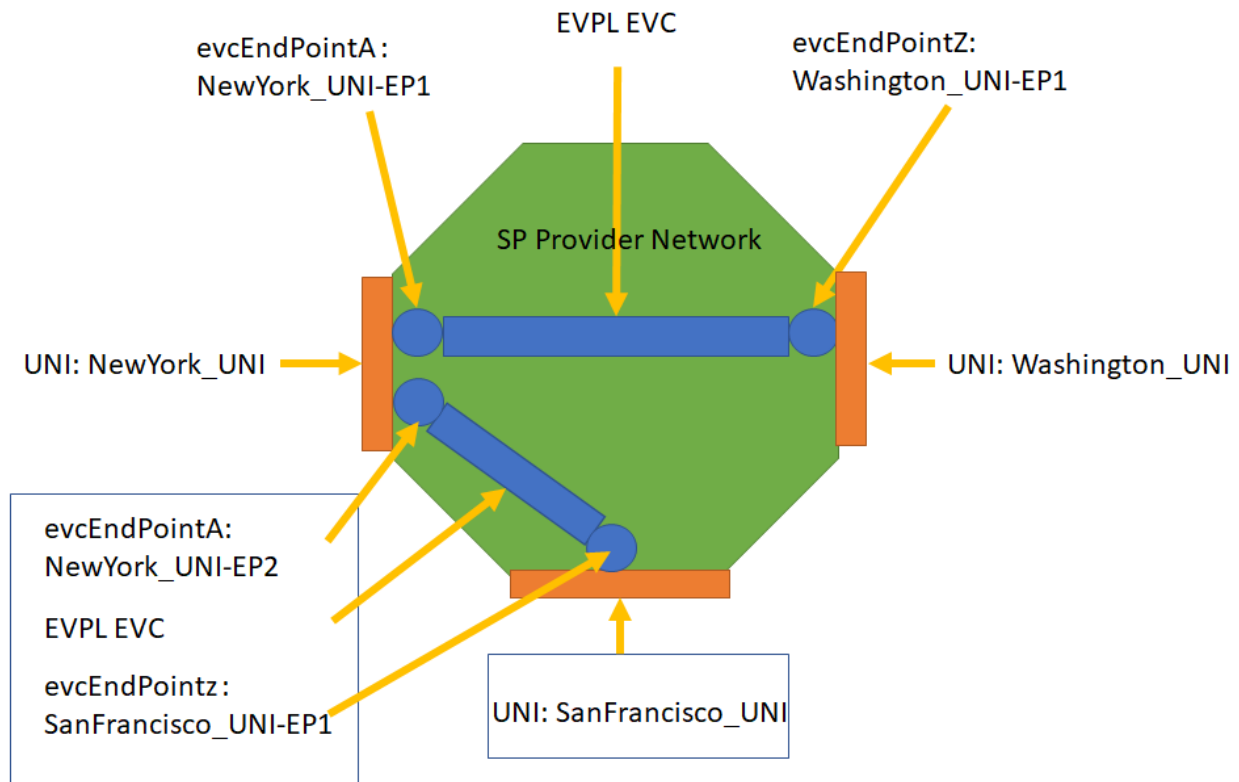 EVPL EVC
evcEndPointA:
NewYork_UNI-EP1
evcEndPointZ:
Washington_UNI-EP1
SP Provider Network
UNI: NewYork_UNI
UNI: Washington_UNI
evcEndPointA:
NewYork_UNI-EP2
EVPL EVC
evcEndPointz:
SanFrancisco_UNI-EP1
UNI: SanFrancisco_UNI